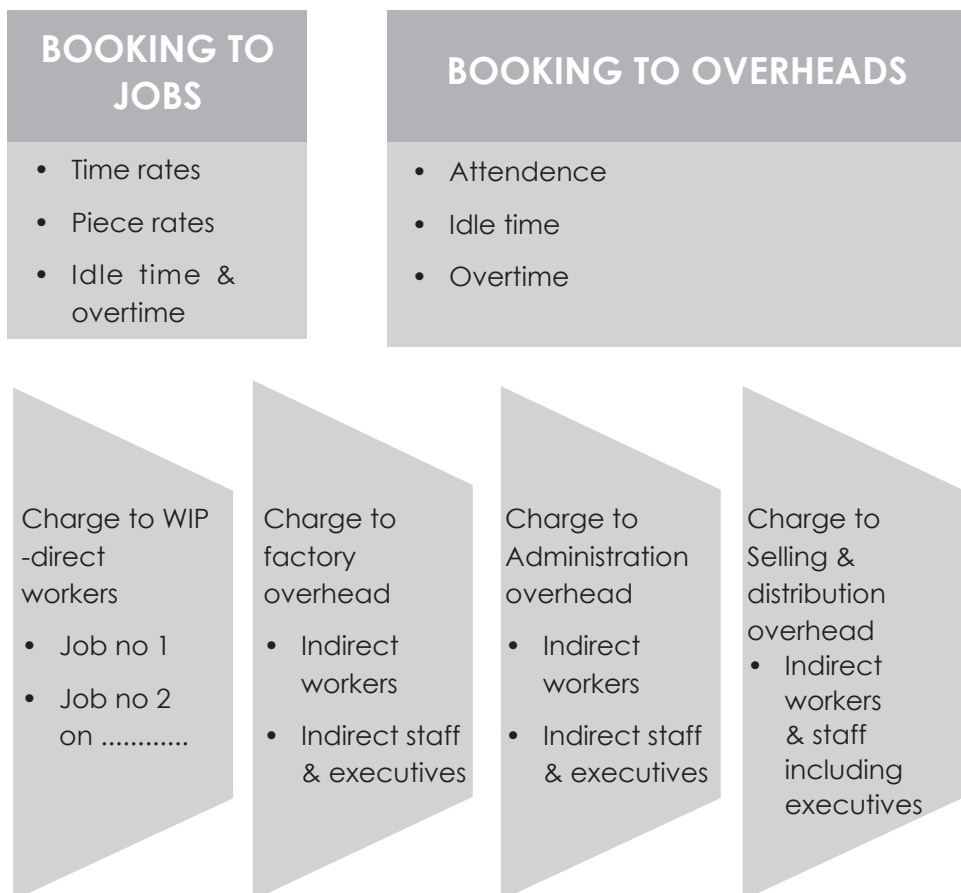 BOOKING TO
JOBS
• Time rates
• Piece rates
• Idle time &
overtime
BOOKING TO OVERHEADS
• Attendence
• Idle time
• Overtime
Charge to WIP
-direct
workers
• Job no 1
• Job no 2
on ............
Charge to
factory
overhead
• Indirect
workers
• Indirect staff
& executives
Charge to
Administration
overhead
• Indirect
workers
• Indirect staff
& executives
Charge to
Selling &
distribution
overhead
• Indirect
workers
& staff
including
executives